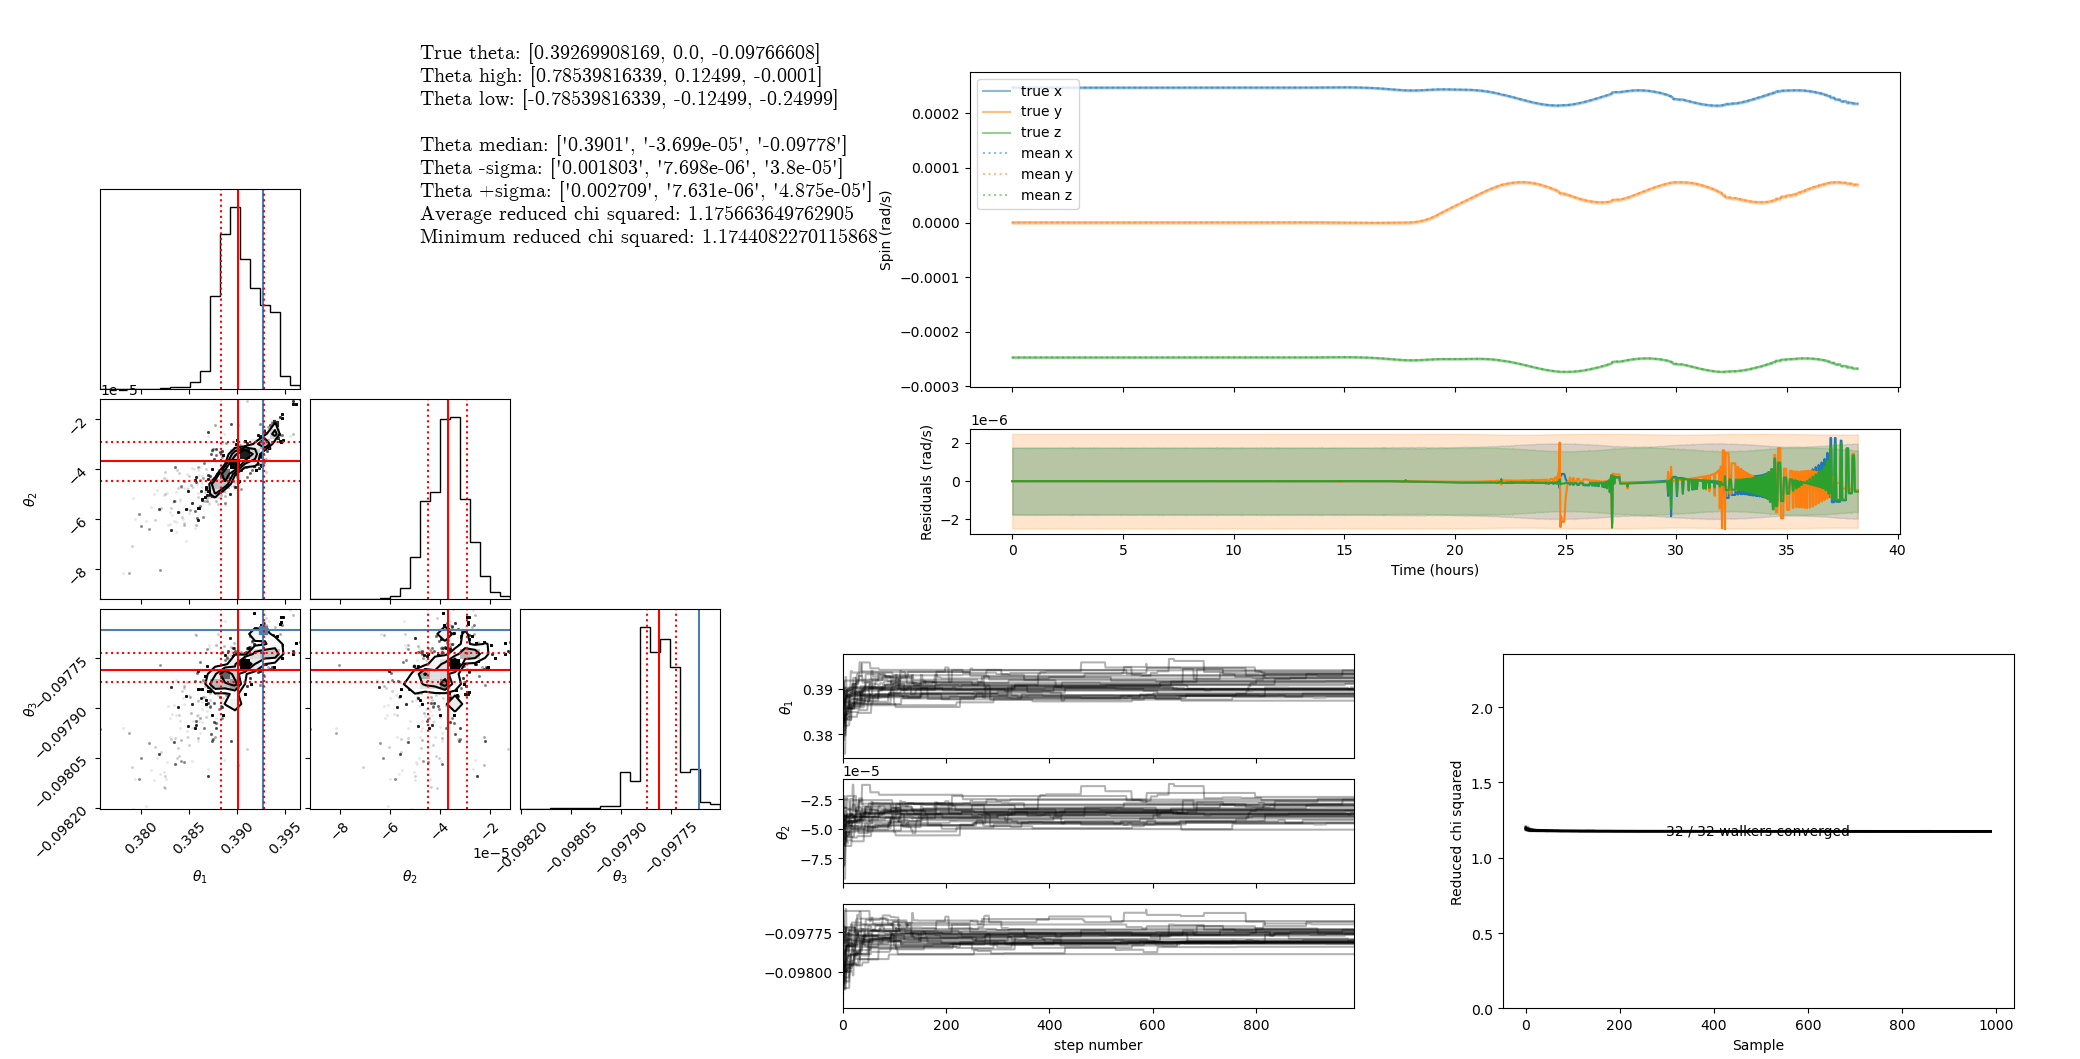 True theta: [0.39269908169, 0.0, -0.09766608]
Theta high: [0.78539816339, 0.12499, -0.0001]
Theta low: [-0.78539816339, -0.12499, -0.24999]
Theta median: ['0.3901', '-3.699e-05', '-0.09778']
Theta -sigma: ['0.001803', '7.698e-06', '3.8e-05']
Theta +sigma: ['0.002709', '7.631e-06', '4.875e-05']
Average reduced chi squared: 1.175663649762905
Minimum reduced chi squared: 1.1744082270115868
1e−5
−2
−4
−6
−8
θ2
−0.09775
−0.09790
−0.09805
−0.09820
θ3
0.380
0.385
0.390
0.395
θ1
−8
−6
−4
−2
1e−5
θ2
−0.09820
−0.09805
−0.09790
−0.09775
θ3
true x
true y
true z
mean x
mean y
mean z
0.0002
0.0001
0.0000
−0.0001
−0.0002
−0.0003
Spin (rad/s)
1e−6
2
0
−2
Residuals (rad/s)
0
5
10
15
20
25
30
35
40
Time (hours)
0.39
0.38
θ1
1e−5
−2.5
−5.0
−7.5
θ2
−0.09775
−0.09800
0
200
400
600
800
step number
2.0
1.5
1.0
0.5
0.0
Reduced chi squared
32 / 32 walkers converged
0
200
400
600
800
1000
Sample